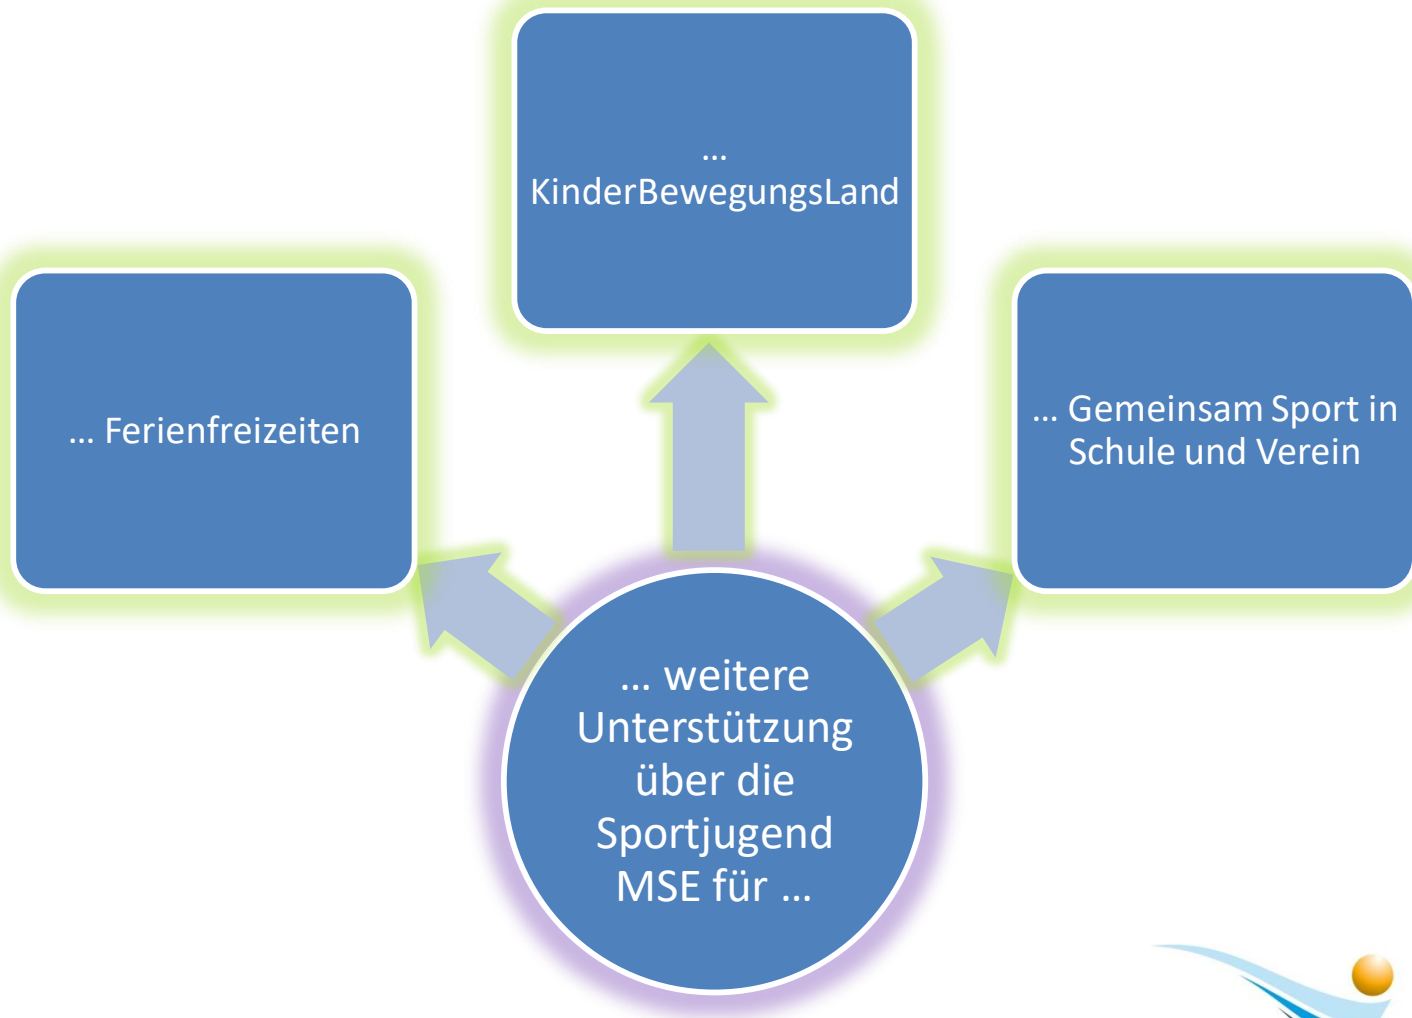 ...
KinderBewegungsLand
... Ferienfreizeiten
... Gemeinsam Sport in
Schule und Verein
... weitere
Unterstützung
über die
Sportjugend
MSE für ...